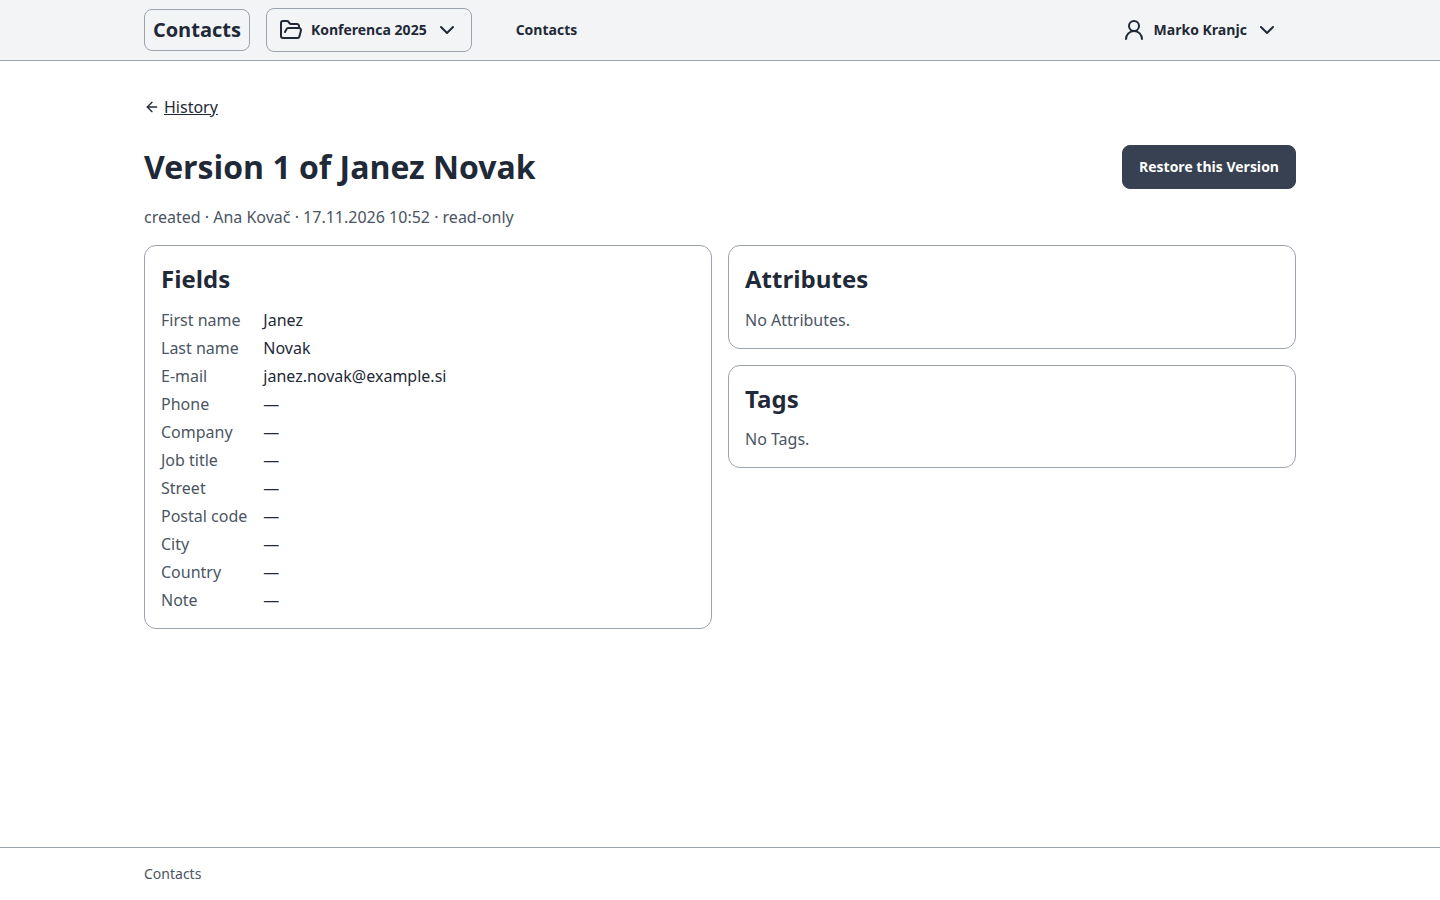 Contacts
Konferenca 2025
Contacts
Marko Kranjc
← History
Version 1 of Janez Novak
Restore this Version
created · Ana Kovač · 17.11.2026 10:52 · read-only
Fields
First name Janez
Last name Novak
E-mail janez.novak@example.si
Phone —
Company —
Job title —
Street —
Postal code —
City —
Country —
Note —
Attributes
No Attributes.
Tags
No Tags.
Contacts